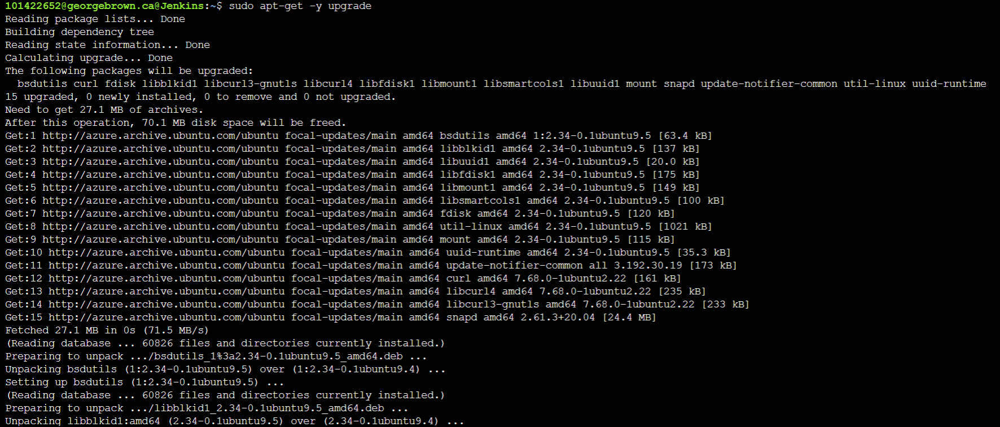 101422652@georgebrown.ca@Jenkins:~$ sudo apt-get -y upgrade
Reading package lists... Done
Building dependency tree
Reading state information... Done
Calculating upgrade... Done
The following packages will be upgraded:
  bsdutils curl fdisk libblkid1 libcurl3-gnutls libcurl4 libfdisk1 libmount1 libsmartcols1 libuuid1 mount snapd update-notifier-common util-linux uuid-runtime
15 upgraded, 0 newly installed, 0 to remove and 0 not upgraded.
Need to get 27.1 MB of archives.
After this operation, 70.1 MB disk space will be freed.
Get:1 http://azure.archive.ubuntu.com/ubuntu focal-updates/main amd64 bsdutils amd64 1:2.34-0.1ubuntu9.5 [63.4 kB]
Get:2 http://azure.archive.ubuntu.com/ubuntu focal-updates/main amd64 libblkid1 amd64 2.34-0.1ubuntu9.5 [137 kB]
Get:3 http://azure.archive.ubuntu.com/ubuntu focal-updates/main amd64 libuuid1 amd64 2.34-0.1ubuntu9.5 [20.0 kB]
Get:4 http://azure.archive.ubuntu.com/ubuntu focal-updates/main amd64 libfdisk1 amd64 2.34-0.1ubuntu9.5 [175 kB]
Get:5 http://azure.archive.ubuntu.com/ubuntu focal-updates/main amd64 libmount1 amd64 2.34-0.1ubuntu9.5 [149 kB]
Get:6 http://azure.archive.ubuntu.com/ubuntu focal-updates/main amd64 libsmartcols1 amd64 2.34-0.1ubuntu9.5 [100 kB]
Get:7 http://azure.archive.ubuntu.com/ubuntu focal-updates/main amd64 fdisk amd64 2.34-0.1ubuntu9.5 [120 kB]
Get:8 http://azure.archive.ubuntu.com/ubuntu focal-updates/main amd64 util-linux amd64 2.34-0.1ubuntu9.5 [1021 kB]
Get:9 http://azure.archive.ubuntu.com/ubuntu focal-updates/main amd64 mount amd64 2.34-0.1ubuntu9.5 [115 kB]
Get:10 http://azure.archive.ubuntu.com/ubuntu focal-updates/main amd64 uuid-runtime amd64 2.34-0.1ubuntu9.5 [35.3 kB]
Get:11 http://azure.archive.ubuntu.com/ubuntu focal-updates/main amd64 update-notifier-common all 3.192.30.19 [173 kB]
Get:12 http://azure.archive.ubuntu.com/ubuntu focal-updates/main amd64 curl amd64 7.68.0-1ubuntu2.22 [161 kB]
Get:13 http://azure.archive.ubuntu.com/ubuntu focal-updates/main amd64 libcurl4 amd64 7.68.0-1ubuntu2.22 [235 kB]
Get:14 http://azure.archive.ubuntu.com/ubuntu focal-updates/main amd64 libcurl3-gnutls amd64 7.68.0-1ubuntu2.22 [233 kB]
Get:15 http://azure.archive.ubuntu.com/ubuntu focal-updates/main amd64 snapd amd64 2.61.3+20.04 [24.4 MB]
Fetched 27.1 MB in 0s (71.5 MB/s)
(Reading database ... 60826 files and directories currently installed.)
Preparing to unpack .../bsdutils_1%3a2.34-0.1ubuntu9.5_amd64.deb ...
Unpacking bsdutils (1:2.34-0.1ubuntu9.5) over (1:2.34-0.1ubuntu9.4) ...
Setting up bsdutils (1:2.34-0.1ubuntu9.5) ...
(Reading database ... 60826 files and directories currently installed.)
Preparing to unpack .../libblkid1_2.34-0.1ubuntu9.5_amd64.deb ...
Unpacking libblkid1:amd64 (2.34-0.1ubuntu9.5) over (2.34-0.1ubuntu9.4) ...